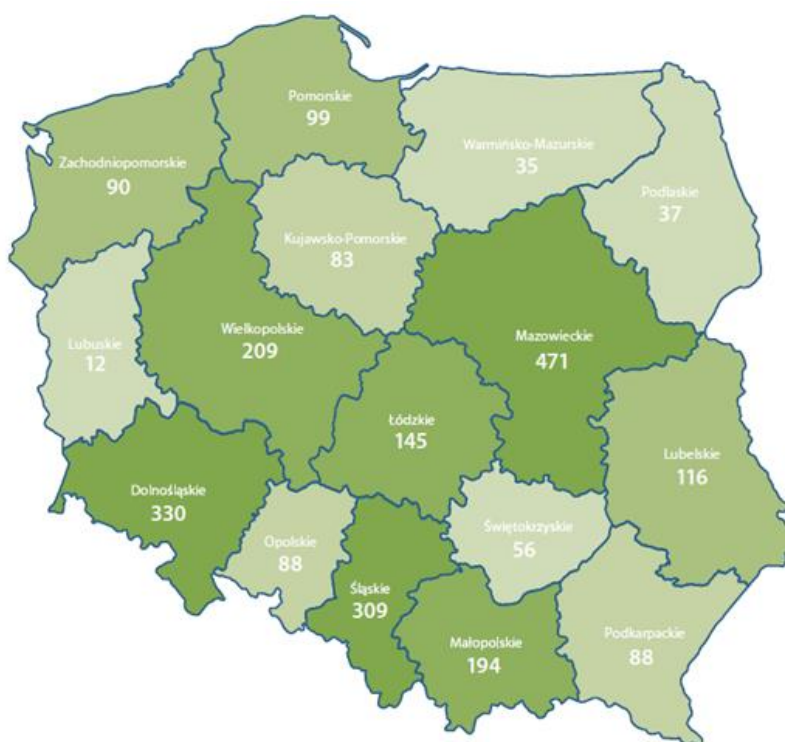 Pomorskie
99
Warmińsko-Mazurskie
35
Zachodniopomorskie
90
Podlaskie
37
Kujawsko-Pomorskie
83
Wielkopolskie
209
Mazowieckie
471
Lubuskie
12
Łódzkie
145
Lubelskie
116
Dolnośląskie
330
Opolskie
88
Świętokrzyskie
56
Śląskie
309
Małopolskie
194
Podkarpackie
88